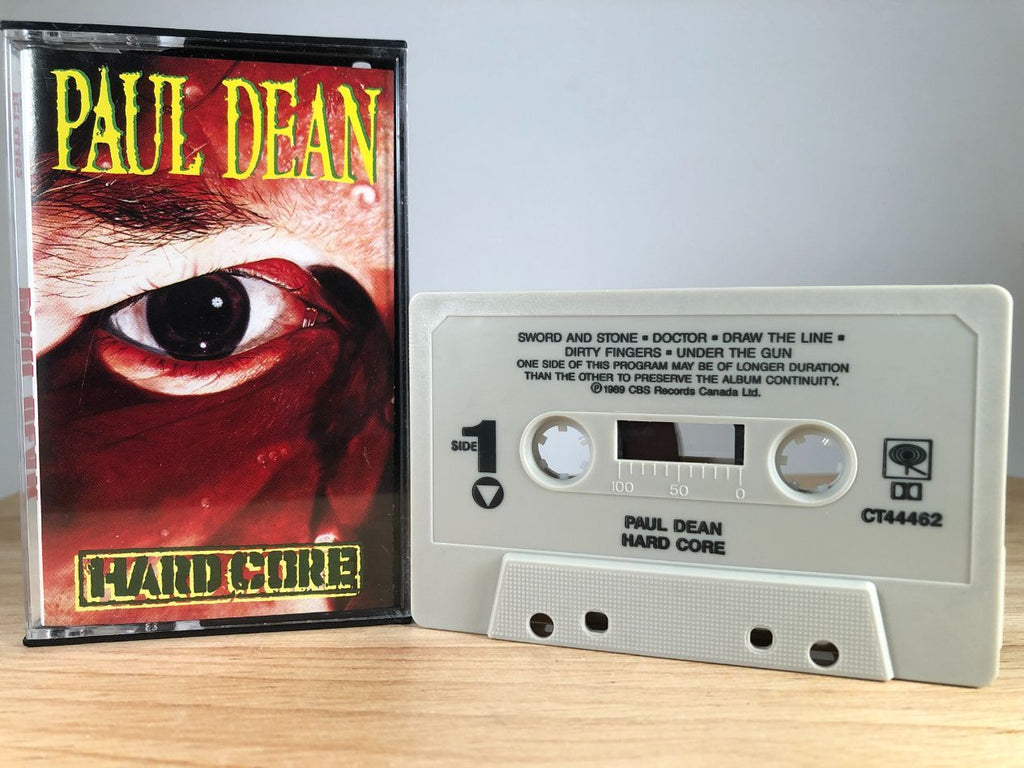 PAUL DEAN
HARD CORE
SWORD AND STONE ▪ DOCTOR ▪ DRAW THE LINE ▪
DIRTY FINGERS ▪ UNDER THE GUN
ONE SIDE OF THIS PROGRAM MAY BE OF LONGER DURATION
THAN THE OTHER TO PRESERVE THE ALBUM CONTINUITY.
Ⓟ1989 CBS Records Canada Ltd.
SIDE 1
100 50 0
CT44462
PAUL DEAN
HARD CORE